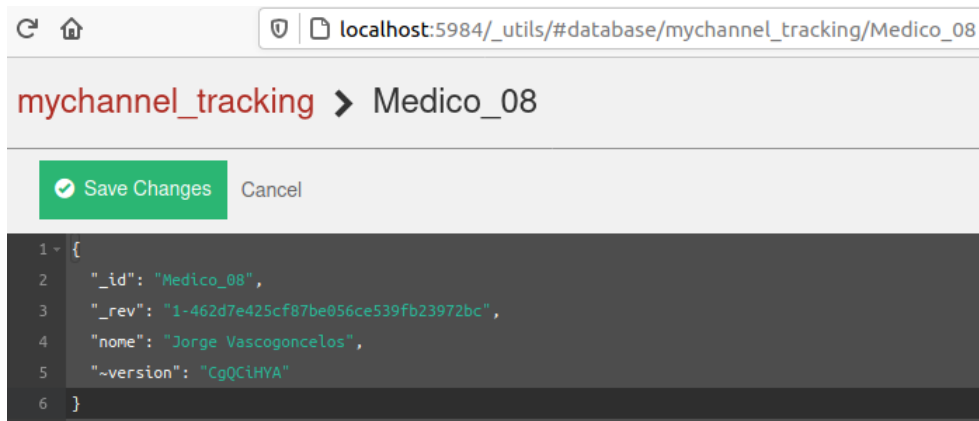 localhost:5984/_utils/#database/mychannel_tracking/Medico_08
mychannel_tracking > Medico_08
Save Changes Cancel
1 {
2 "_id": "Medico_08",
3 "_rev": "1-462d7e425cf87be056ce539fb23972bc",
4 "nome": "Jorge Vascogoncelos",
5 "~version": "CgQCiHYA"
6 }